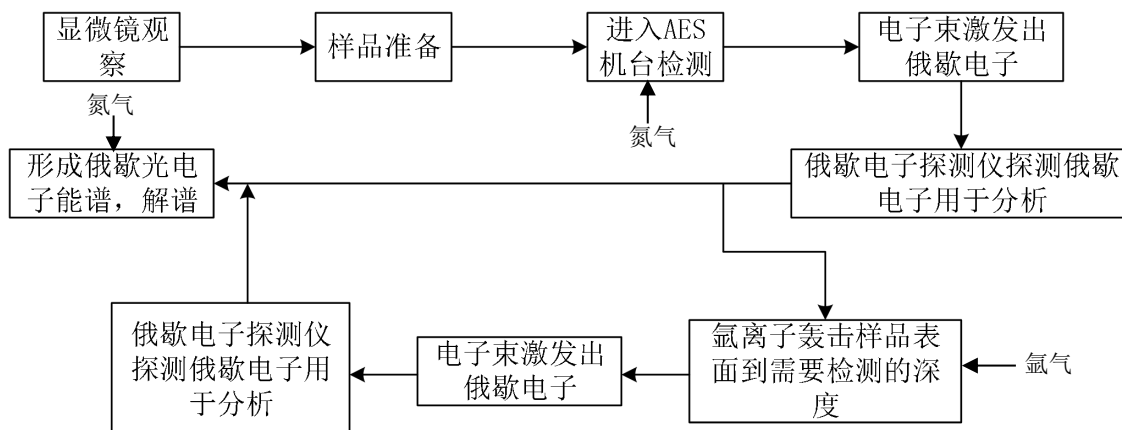 显微镜观
察
样品准备
进入AES
机台检测
电子束激发出
俄歇电子
氮气
氮气
形成俄歇光电
子能谱，解谱
俄歇电子探测仪探测俄歇
电子用于分析
俄歇电子探测仪
探测俄歇电子用
于分析
电子束激发出
俄歇电子
氩离子轰击样品表
面到需要检测的深
度
氩气